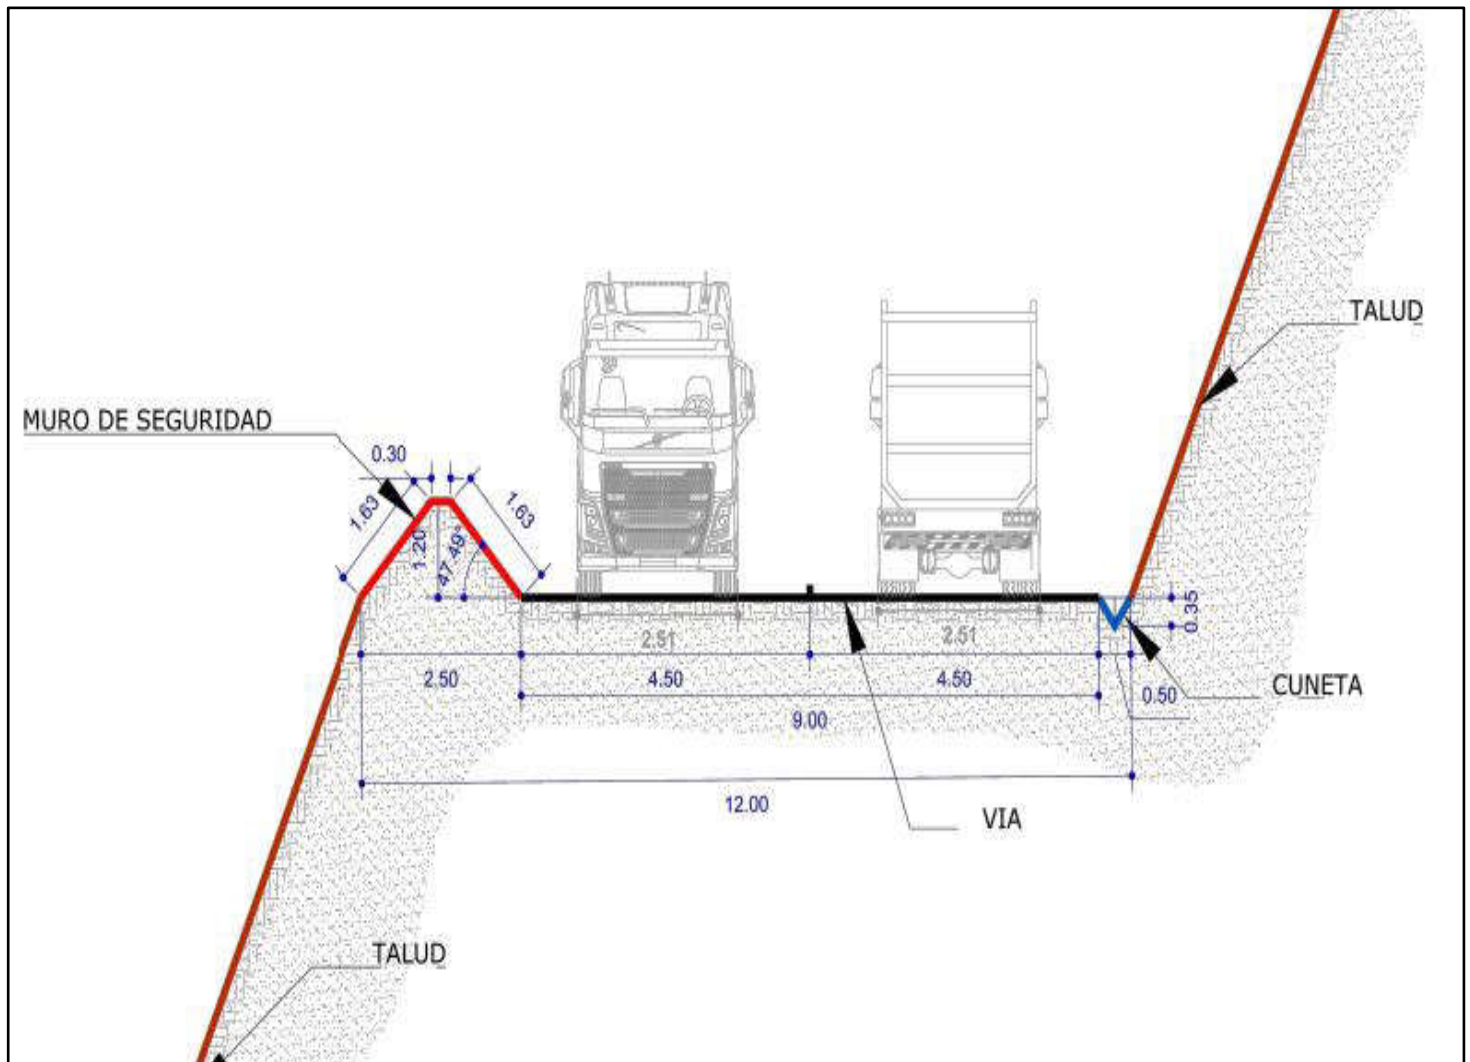 TALUD
MURO DE SEGURIDAD
0.30
1.63
1.63
1.20
47.49°
0.35
2.51
2.51
2.50
4.50
4.50
0.50
CUNETA
9.00
12.00
VIA
TALUD